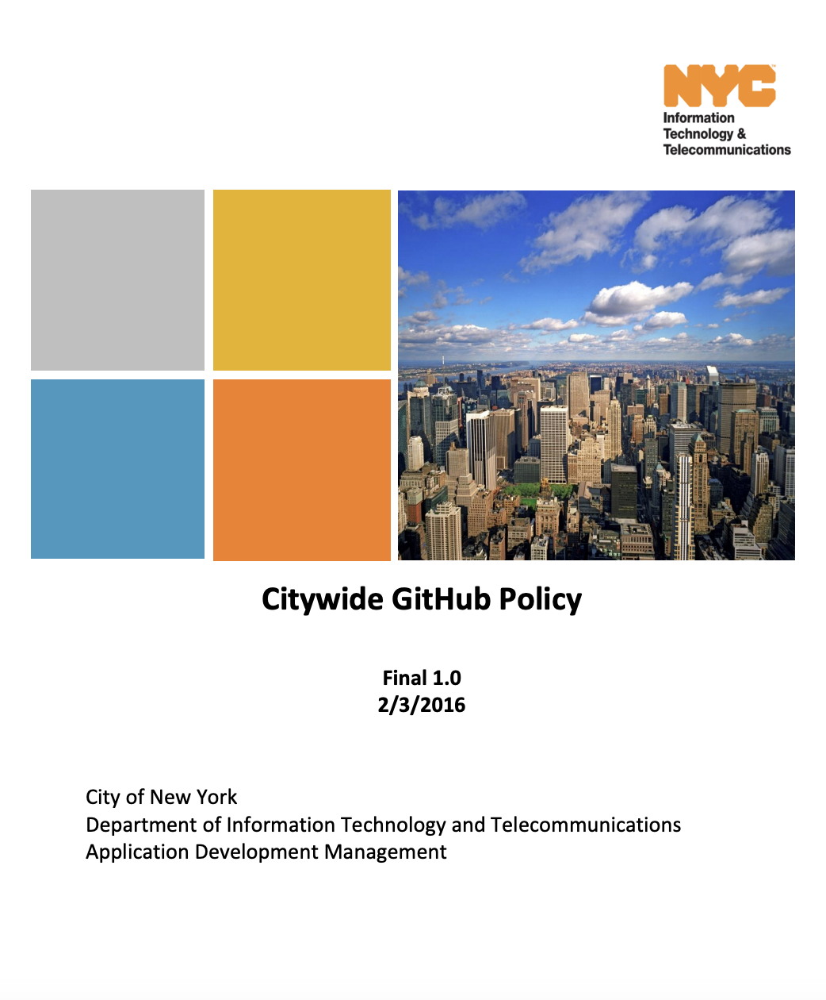 NYC
Information
Technology &
Telecommunications
Citywide GitHub Policy
Final 1.0
2/3/2016
City of New York
Department of Information Technology and Telecommunications
Application Development Management